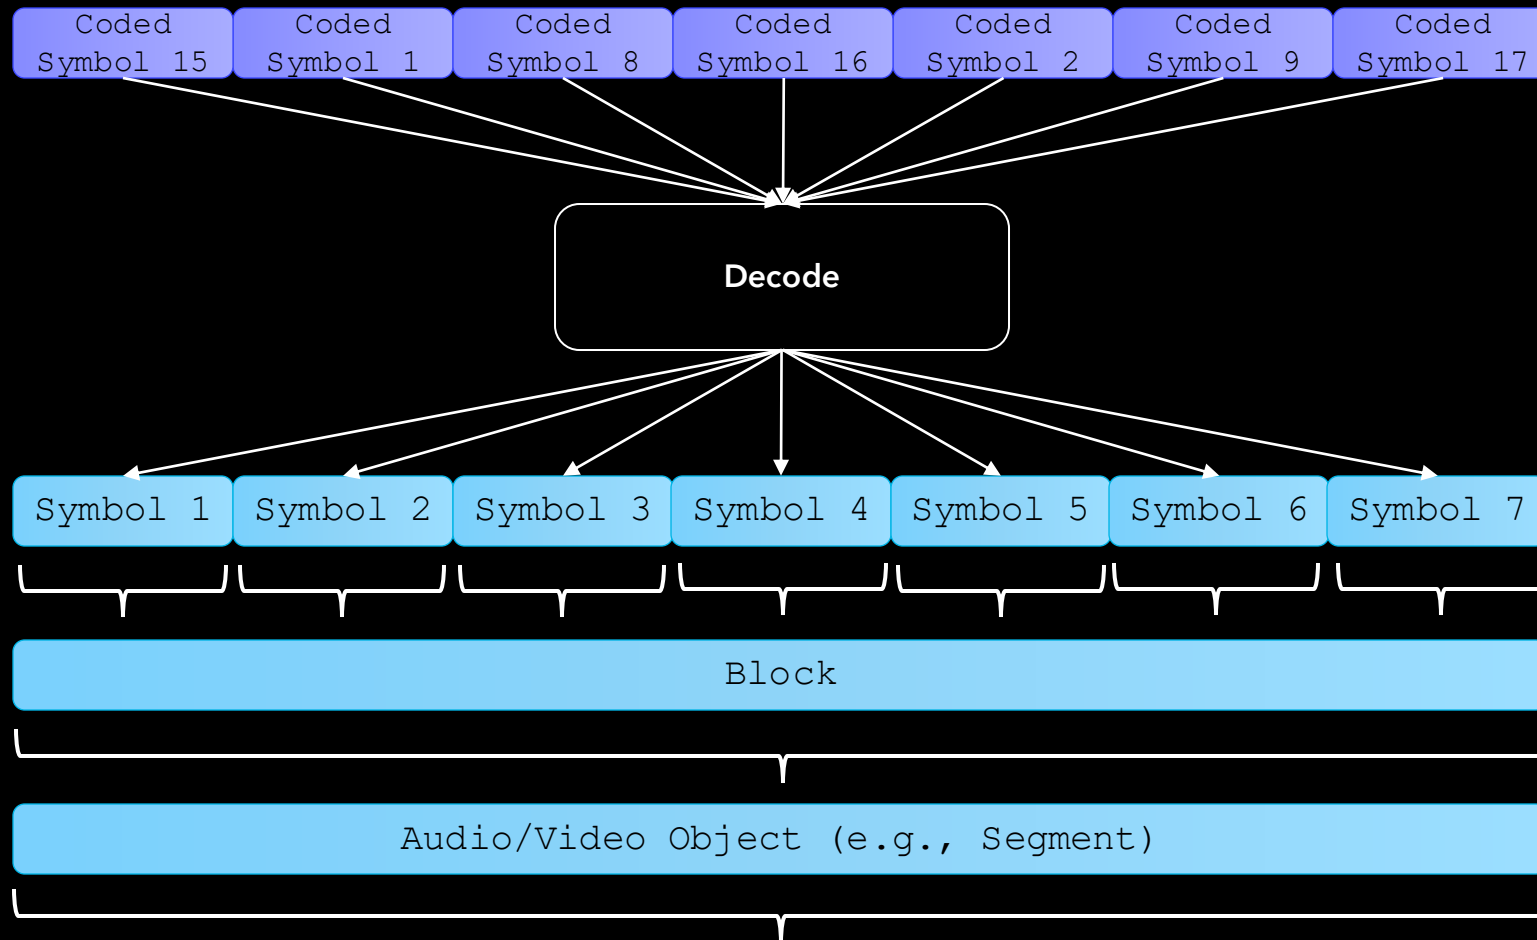 Coded
Symbol 15
Coded
Symbol 1
Coded
Symbol 8
Coded
Symbol 16
Coded
Symbol 2
Coded
Symbol 9
Coded
Symbol 17
Decode
Symbol 1
Symbol 2
Symbol 3
Symbol 4
Symbol 5
Symbol 6
Symbol 7
Block
Audio/Video Object (e.g., Segment)